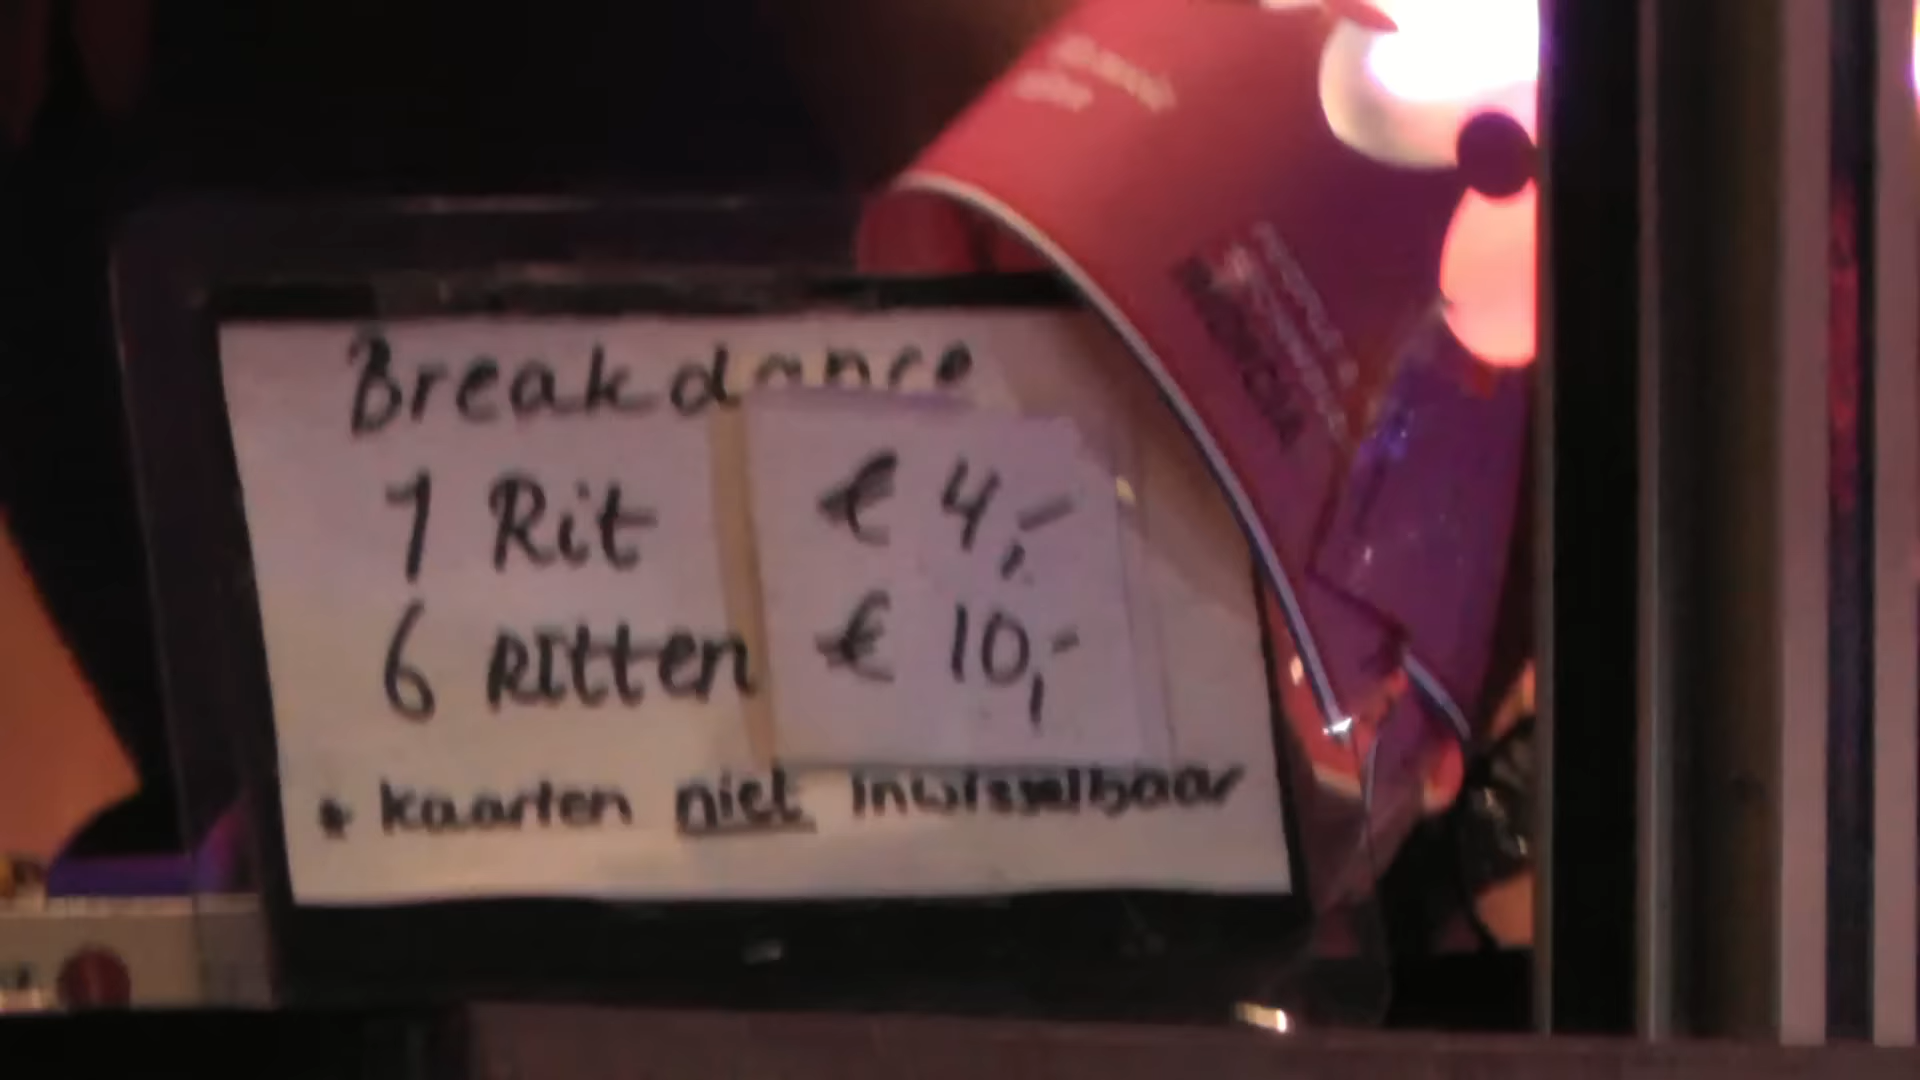 Breakdance
1 Rit € 4,-
6 Ritten € 10,-
* kaarten niet inwisselbaar